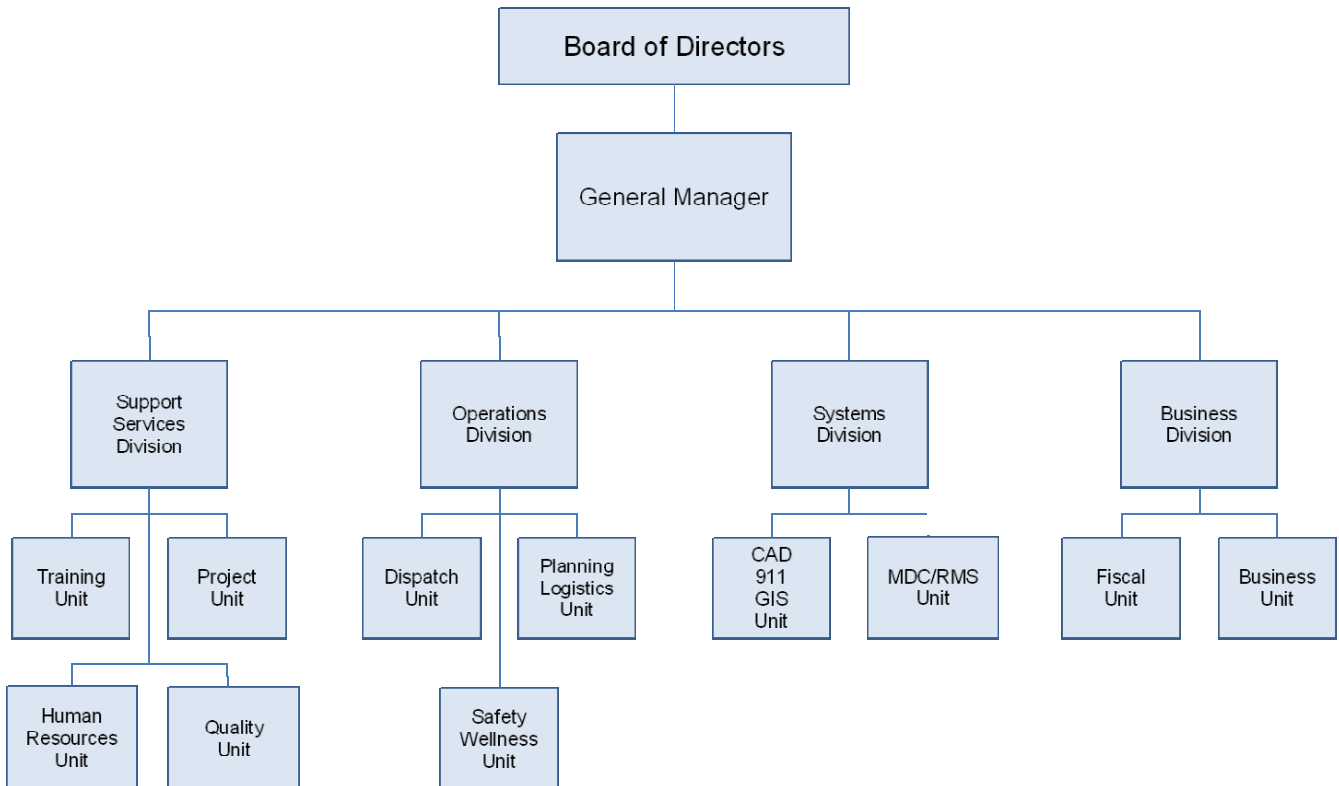 Board of Directors
General Manager
Support
Services
Division
Operations
Division
Systems
Division
Business
Division
Training
Unit
Project
Unit
Dispatch
Unit
Planning
Logistics
Unit
CAD
911
GIS
Unit
MDC/RMS
Unit
Fiscal
Unit
Business
Unit
Human
Resources
Unit
Quality
Unit
Safety
Wellness
Unit